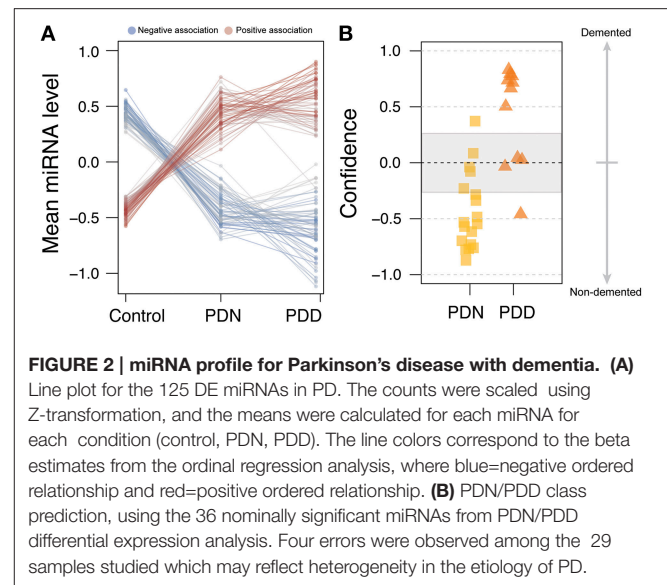 A
Negative association
Positive association
B
Demented
Mean miRNA level
1.0
0.5
0.0
−0.5
−1.0
Control
PDN
PDD
Confidence
1.0
0.5
0.0
−0.5
−1.0
PDN
PDD
Non-demented
FIGURE 2 | miRNA profile for Parkinson's disease with dementia. (A)
Line plot for the 125 DE miRNAs in PD. The counts were scaled using
Z-transformation, and the means were calculated for each miRNA for
each condition (control, PDN, PDD). The line colors correspond to the beta
estimates from the ordinal regression analysis, where blue=negative ordered
relationship and red=positive ordered relationship. (B) PDN/PDD class
prediction, using the 36 nominally significant miRNAs from PDN/PDD
differential expression analysis. Four errors were observed among the 29
samples studied which may reflect heterogeneity in the etiology of PD.